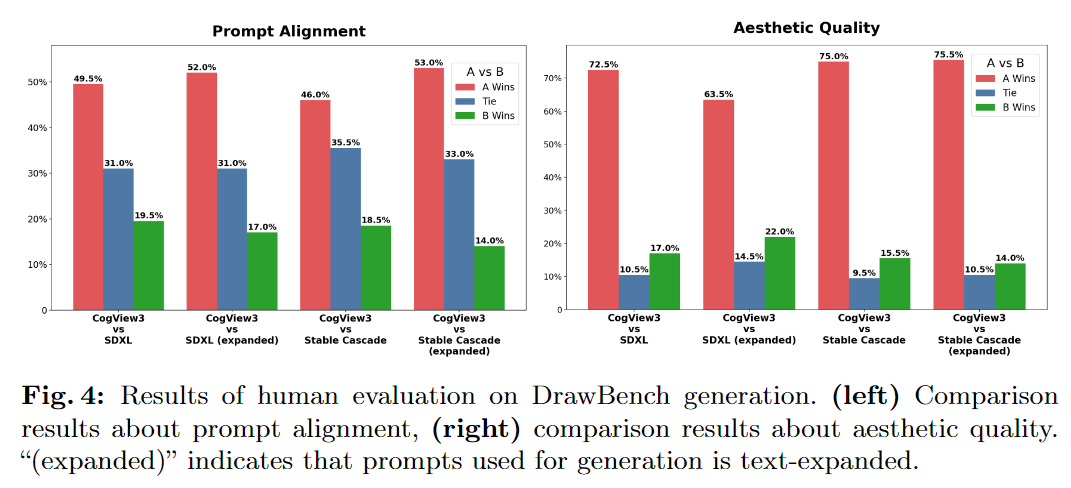 Prompt Alignment
50%
40%
30%
20%
10%
0
49.5%
31.0%
19.5%
52.0%
31.0%
17.0%
46.0%
35.5%
18.5%
53.0%
33.0%
14.0%
A vs B
A Wins
Tie
B Wins
CogView3
vs
SDXL
CogView3
vs
SDXL (expanded)
CogView3
vs
Stable Cascade
CogView3
vs
Stable Cascade
(expanded)
Aesthetic Quality
70%
60%
50%
40%
30%
20%
10%
0
72.5%
10.5%
17.0%
63.5%
14.5%
22.0%
75.0%
9.5%
15.5%
75.5%
10.5%
14.0%
A vs B
A Wins
Tie
B Wins
CogView3
vs
SDXL
CogView3
vs
SDXL (expanded)
CogView3
vs
Stable Cascade
CogView3
vs
Stable Cascade
(expanded)
Fig. 4: Results of human evaluation on DrawBench generation. (left) Comparison
results about prompt alignment, (right) comparison results about aesthetic quality.
“(expanded)” indicates that prompts used for generation is text-expanded.